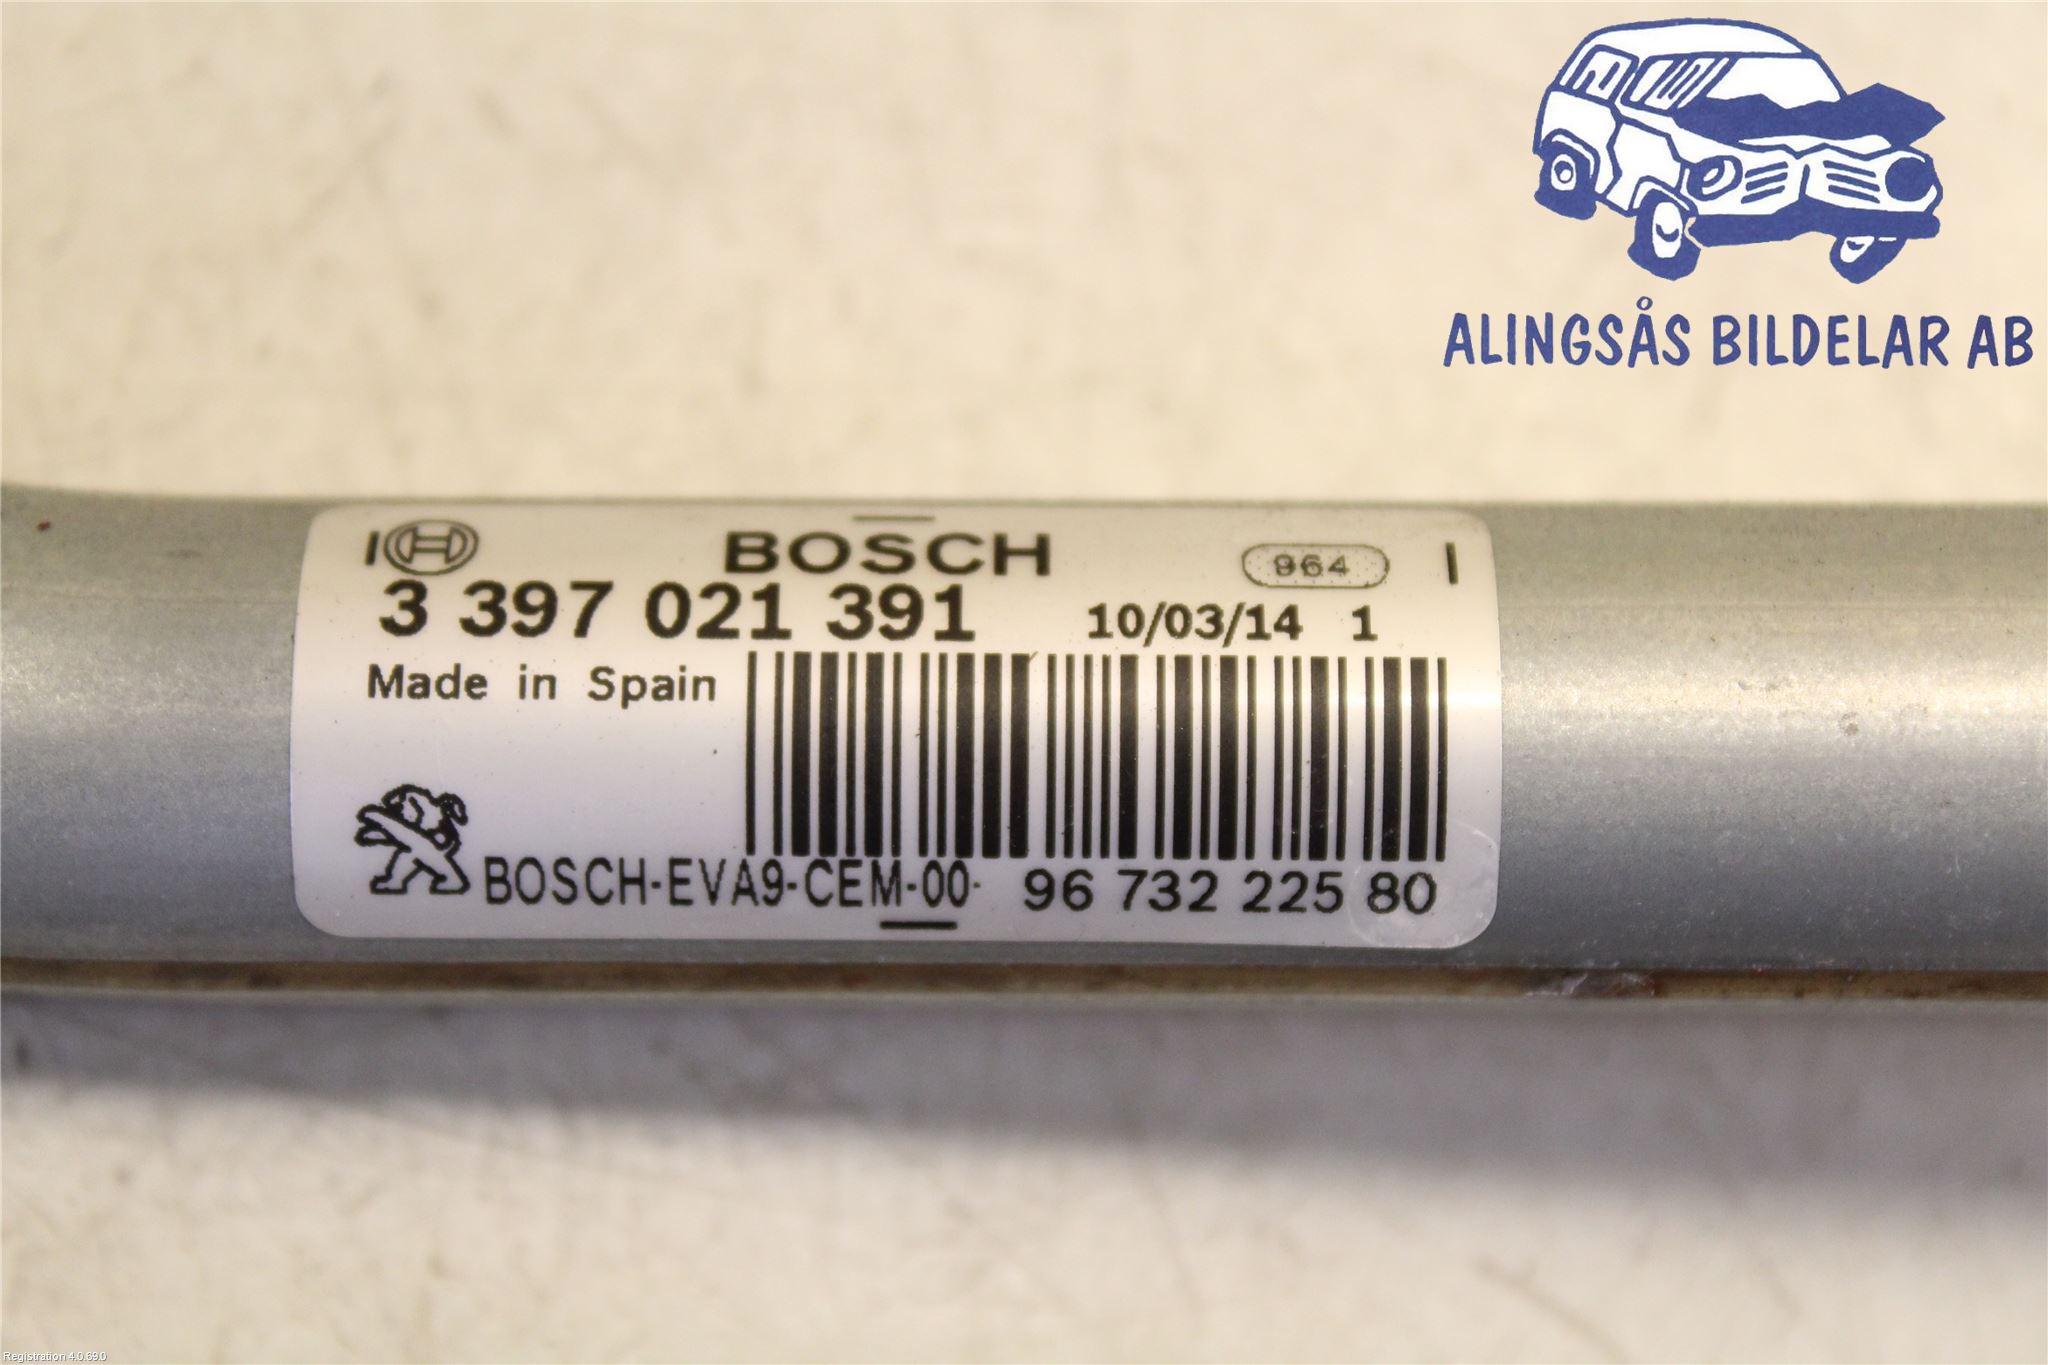 ALINGSÅS BILDELAR AB
BOSCH 964
3 397 021 391 10/03/14 1
Made in Spain
BOSCH-EVA9-CEM-00- 96 732 225 80
Registration 4.0.69.0